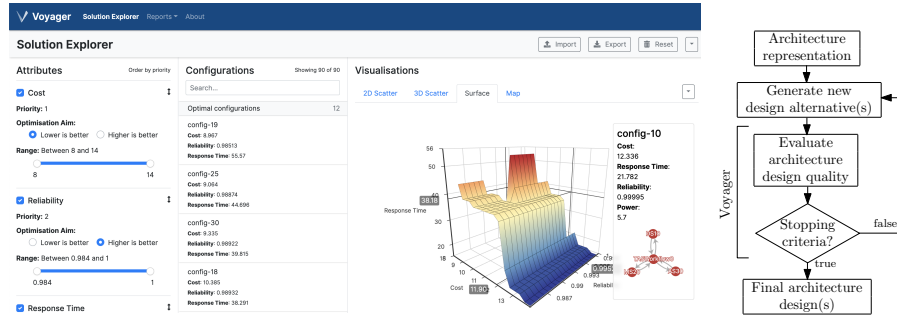 Voyager Solution Explorer Reports About
Solution Explorer
Import Export Reset
Attributes Order by priority
Cost
Priority: 1
Optimisation Aim:
Lower is better Higher is better
Range: Between 8 and 14
8 14
Reliability
Priority: 2
Optimisation Aim:
Lower is better Higher is better
Range: Between 0.984 and 1
0.984 1
Response Time
Configurations Showing 90 of 90
Search...
Optimal configurations 12
config-19
Cost: 8.967
Reliability: 0.98513
Response Time: 55.57
config-25
Cost: 9.064
Reliability: 0.98874
Response Time: 44.696
config-30
Cost: 9.335
Reliability: 0.98922
Response Time: 39.815
config-18
Cost: 10.385
Reliability: 0.98932
Response Time: 38.291
Visualisations
2D Scatter 3D Scatter Surface Map
56
50
40
38.18
Response Time
30
20
18
9
10
11
Cost
11.90
13
0.987
0.99
0.993
Reliabil
config-10
Cost:
12.336
Response Time:
21.782
Reliability:
0.99995
Power:
5.7
Architecture
representation
Generate new
design alternative(s)
Voyager
Evaluate
architecture
design quality
Stopping
criteria?
false
true
Final architecture
design(s)